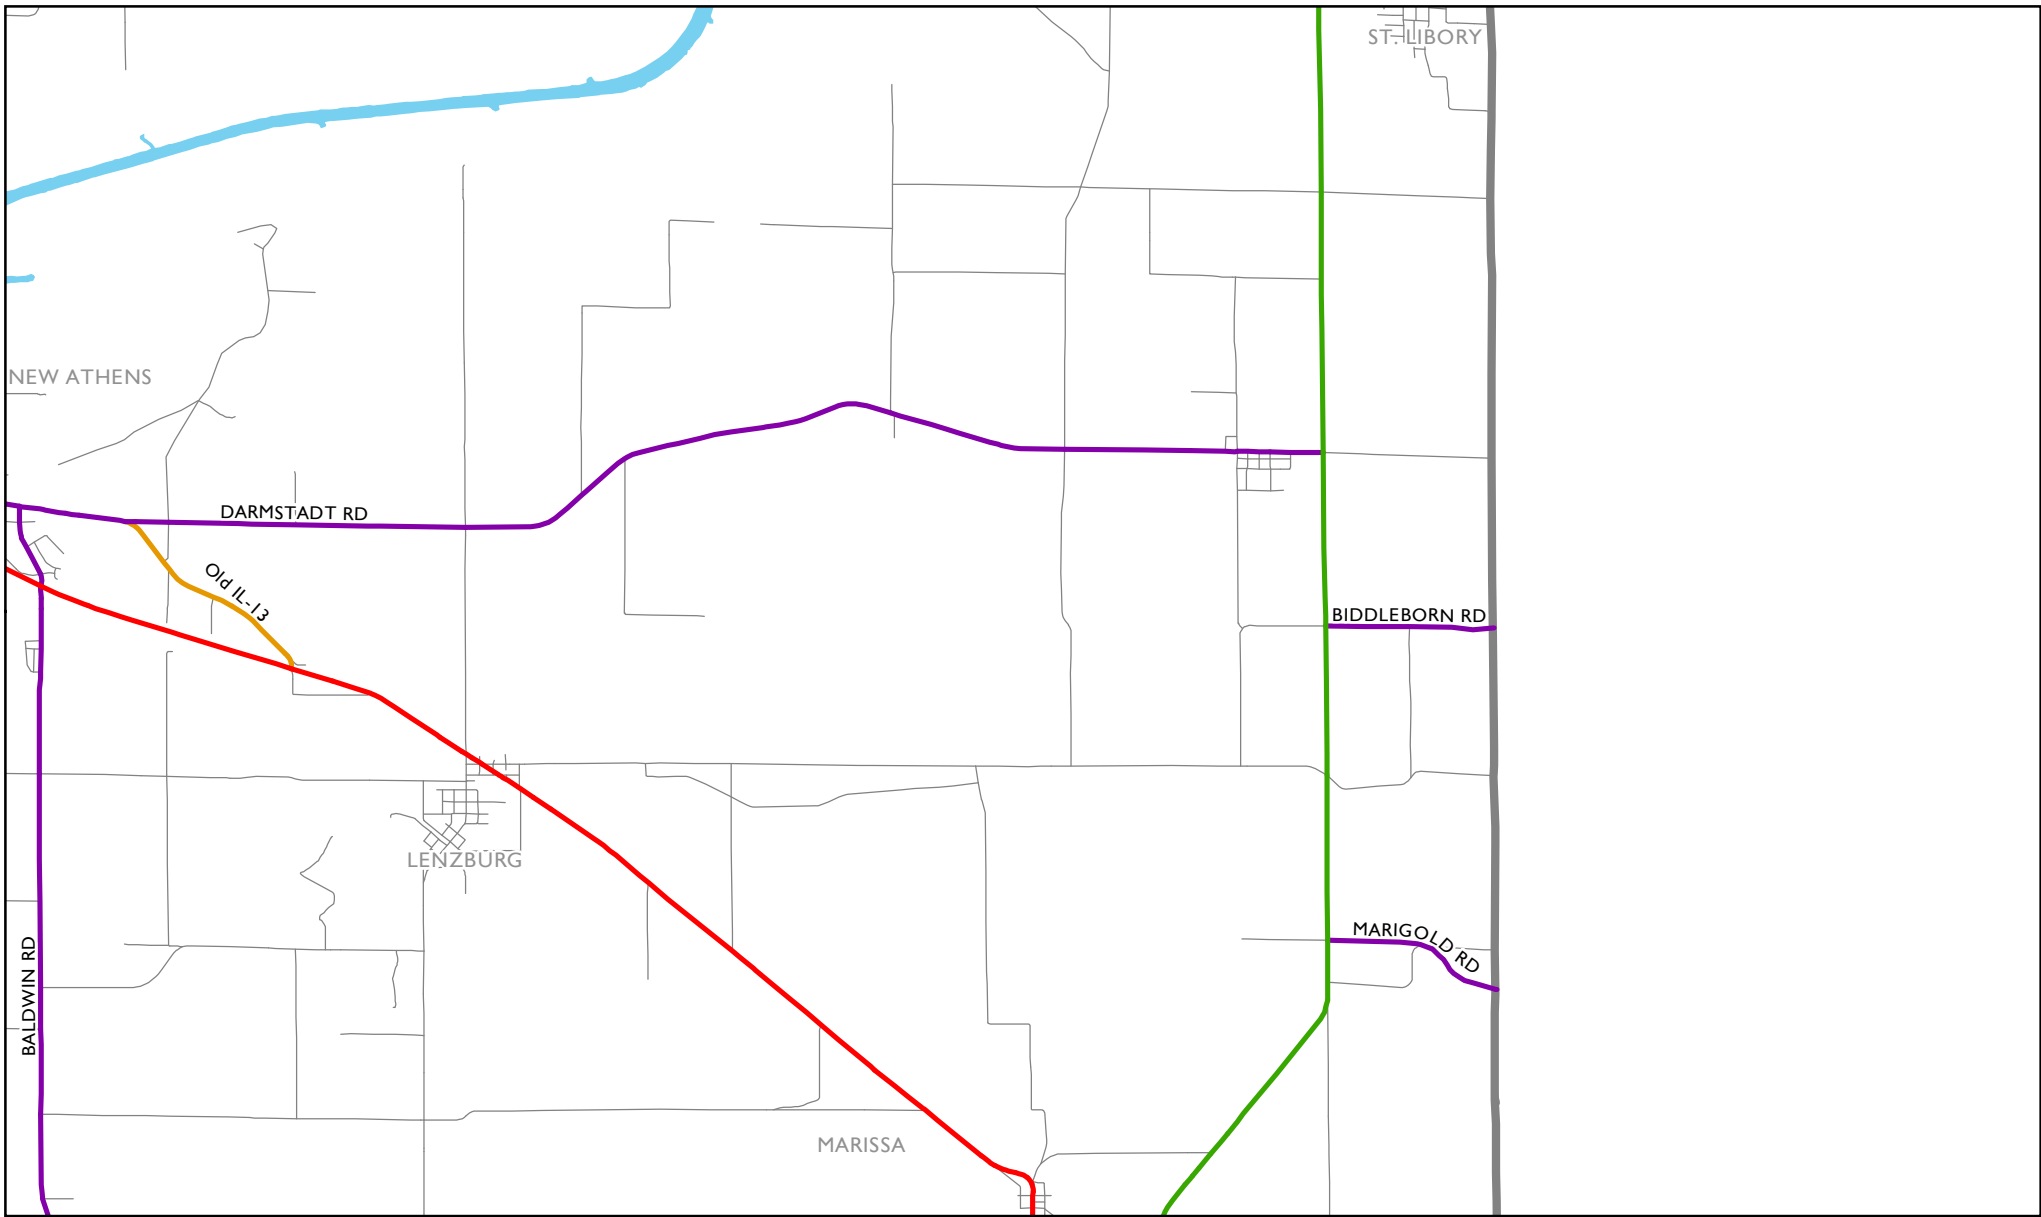 ST. LIBORY
NEW ATHENS
DARMSTADT RD
Old IL-13
BIDDLEBORN RD
LENZBURG
MARIGOLD RD
BALDWIN RD
MARISSA